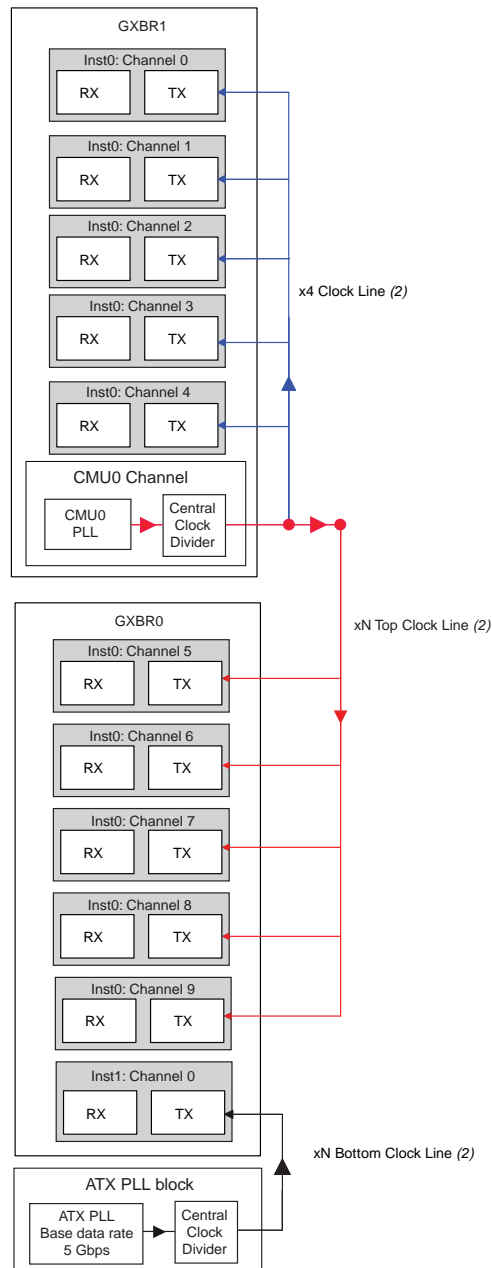 GXBR1
Inst0: Channel 0
RX
TX
Inst0: Channel 1
RX
TX
Inst0: Channel 2
RX
TX
x4 Clock Line (2)
Inst0: Channel 3
RX
TX
Inst0: Channel 4
RX
TX
CMU0 Channel
CMU0
PLL
Central
Clock
Divider
GXBR0
xN Top Clock Line (2)
Inst0: Channel 5
RX
TX
Inst0: Channel 6
RX
TX
Inst0: Channel 7
RX
TX
Inst0: Channel 8
RX
TX
Inst0: Channel 9
RX
TX
Inst1: Channel 0
RX
TX
xN Bottom Clock Line (2)
ATX PLL block
ATX PLL
Base data rate
5 Gbps
Central
Clock
Divider